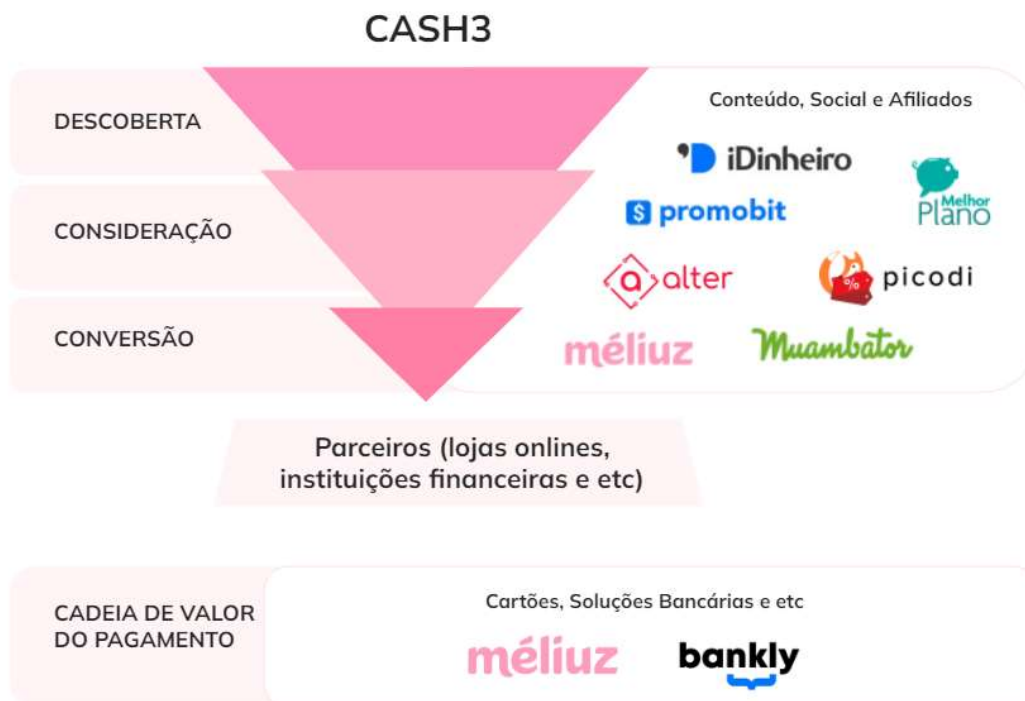 CASH3
DESCOBERTA
Conteúdo, Social e Afiliados
iDinheiro
Melhor
Plano
$ promobit
CONSIDERAÇÃO
a alter
% picodi
CONVERSÃO
méliuz
Muambator
Parceiros (lojas onlines,
instituições financeiras e etc)
CADEIA DE VALOR
DO PAGAMENTO
Cartões, Soluções Bancárias e etc
méliuz
bankly